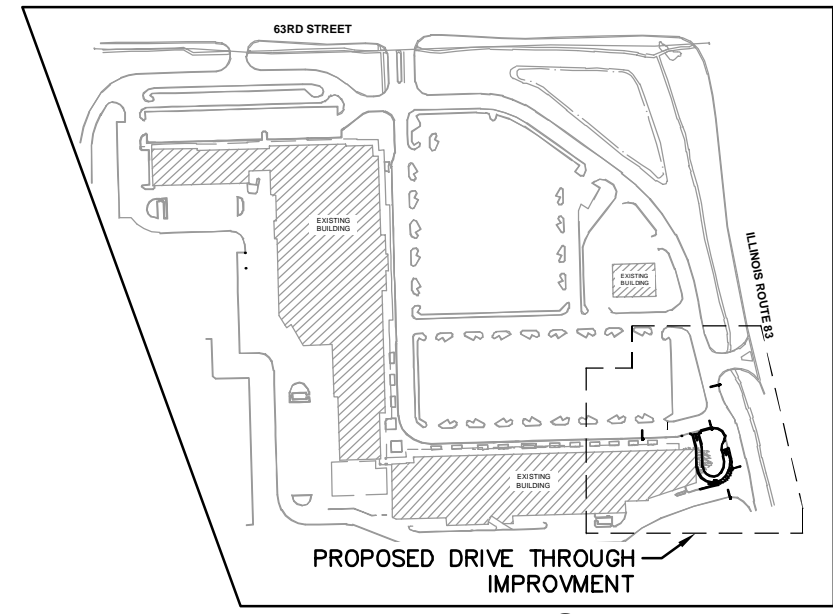 63RD STREET
EXISTING
BUILDING
EXISTING
BUILDING
ILLINOIS ROUTE 83
EXISTING
BUILDING
PROPOSED DRIVE THROUGH
IMPROVMENT